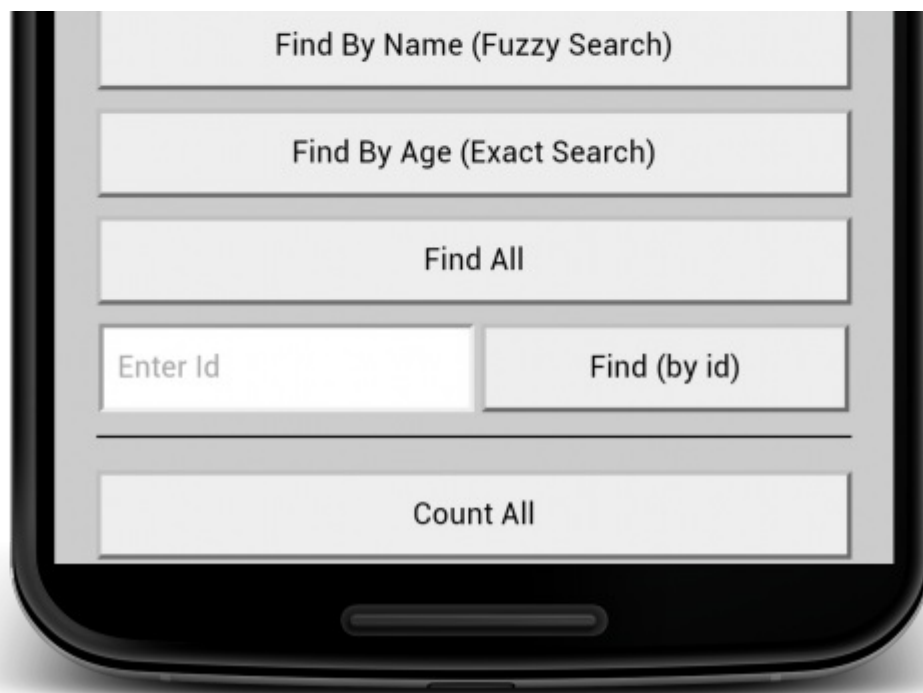 Find By Name (Fuzzy Search)
Find By Age (Exact Search)
Find All
Enter Id Find (by id)
Count All